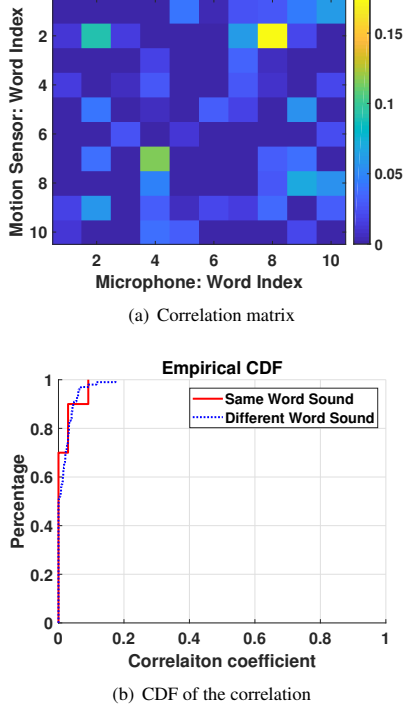 Motion Sensor: Word Index
2
4
6
8
10
2 4 6 8 10
Microphone: Word Index
0.15
0.1
0.05
0
(a) Correlation matrix
Empirical CDF
Same Word Sound
Different Word Sound
Percentage
1
0.8
0.6
0.4
0.2
0
0 0.2 0.4 0.6 0.8 1
Correlaiton coefficient
(b) CDF of the correlation